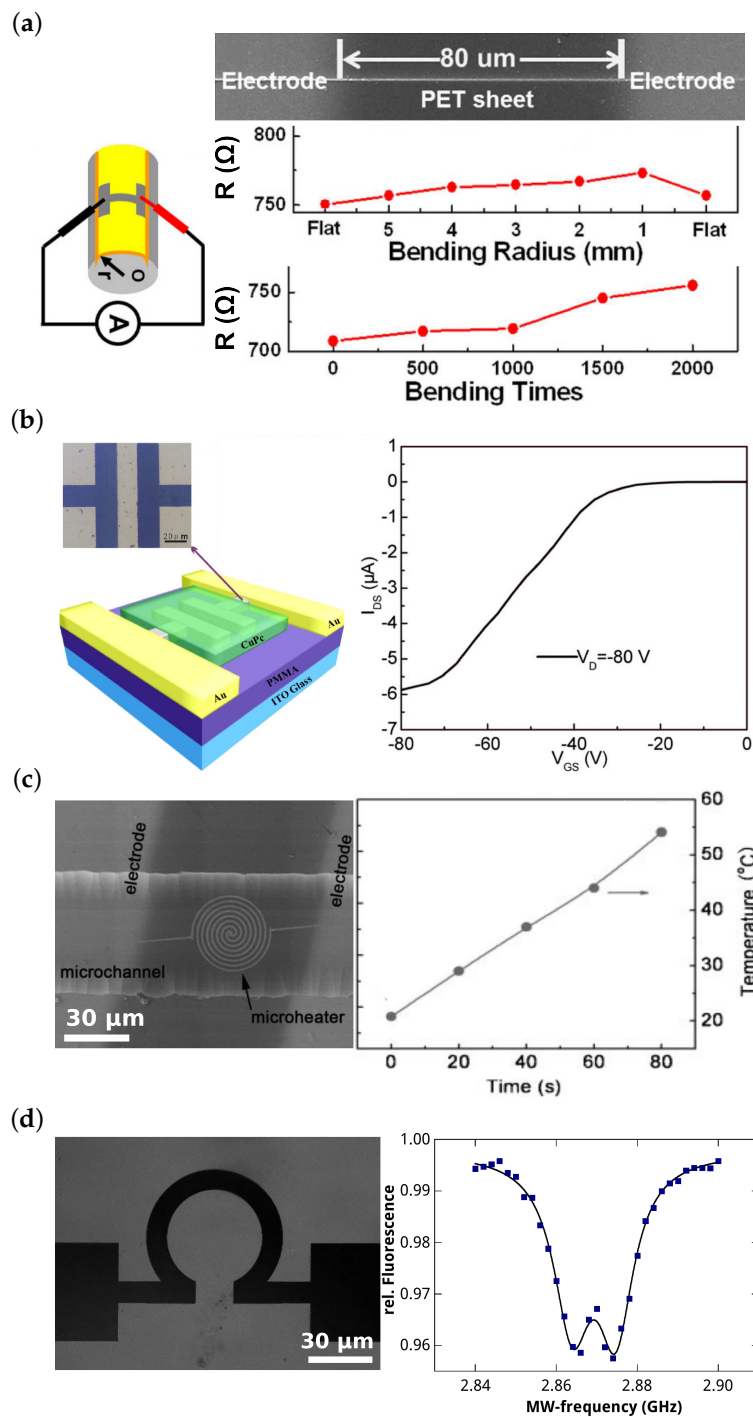 (a)
80 um
Electrode
Electrode
PET sheet
R (Ω)
800
750
Flat
5
4
3
2
1
Flat
Bending Radius (mm)
O
r
A
R (Ω)
750
700
0
500
1000
1500
2000
Bending Times
(b)
20μm
Au
CuPc
Au
PMMA
ITO Glass
1
0
-1
-2
-3
-4
-5
-6
-7
I_DS (μA)
V_D=-80 V
-80
-60
-40
-20
0
V_GS (V)
(c)
electrode
electrode
microchannel
microheater
30 µm
60
50
40
30
20
Temperature (°C)
0
20
40
60
80
Time (s)
(d)
30 µm
1.00
0.99
0.98
0.97
0.96
rel. Fluorescence
2.84
2.86
2.88
2.90
MW-frequency (GHz)